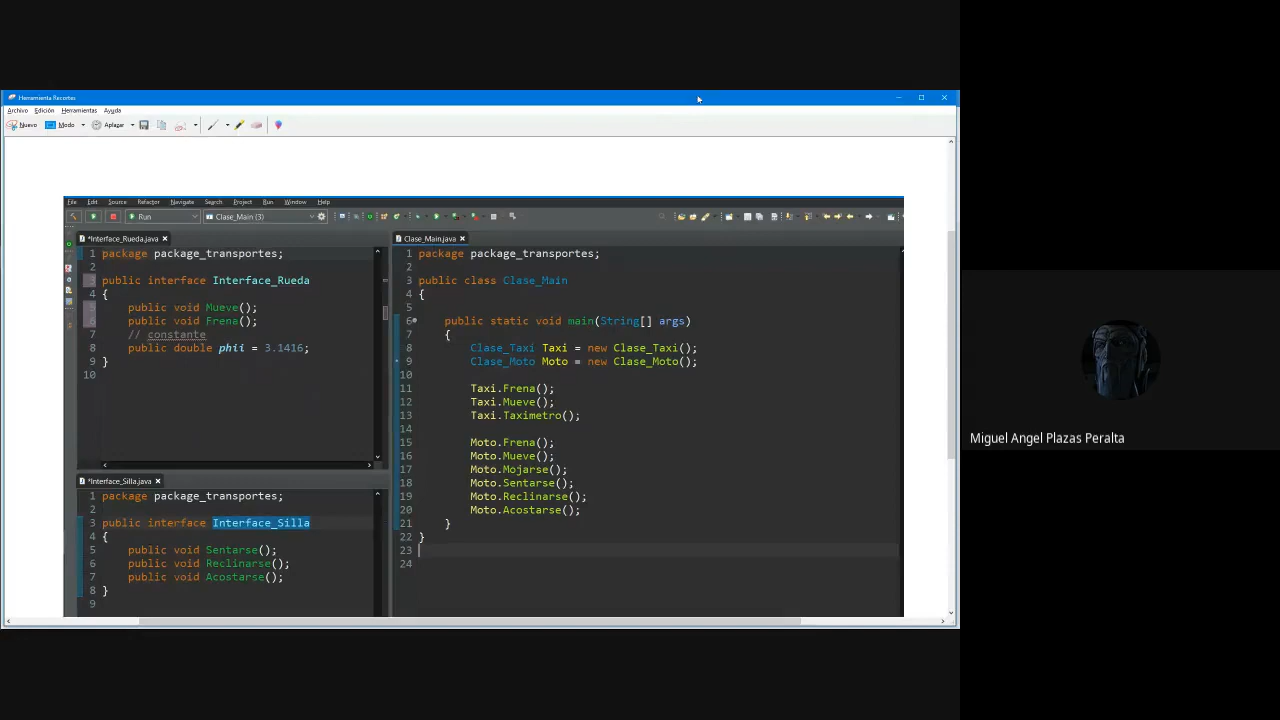 Herramienta Recortes
Archivo Edición Herramientas Ayuda
Nuevo Modo Aplazar
File Edit Source Refactor Navigate Search Project Run Window Help
Run Clase_Main (3)
*Interface_Rueda.java
1 package package_transportes;
2
3 public interface Interface_Rueda
4 {
5 public void Mueve();
6 public void Frena();
7 // constante
8 public double phii = 3.1416;
9 }
10
*Interface_Silla.java
1 package package_transportes;
2
3 public interface Interface_Silla
4 {
5 public void Sentarse();
6 public void Reclinarse();
7 public void Acostarse();
8 }
9
Clase_Main.java
1 package package_transportes;
2
3 public class Clase_Main
4 {
5
6 public static void main(String[] args)
7 {
8 Clase_Taxi Taxi = new Clase_Taxi();
9 Clase_Moto Moto = new Clase_Moto();
10
11 Taxi.Frena();
12 Taxi.Mueve();
13 Taxi.Taximetro();
14
15 Moto.Frena();
16 Moto.Mueve();
17 Moto.Mojarse();
18 Moto.Sentarse();
19 Moto.Reclinarse();
20 Moto.Acostarse();
21 }
22 }
23
24
Miguel Angel Plazas Peralta